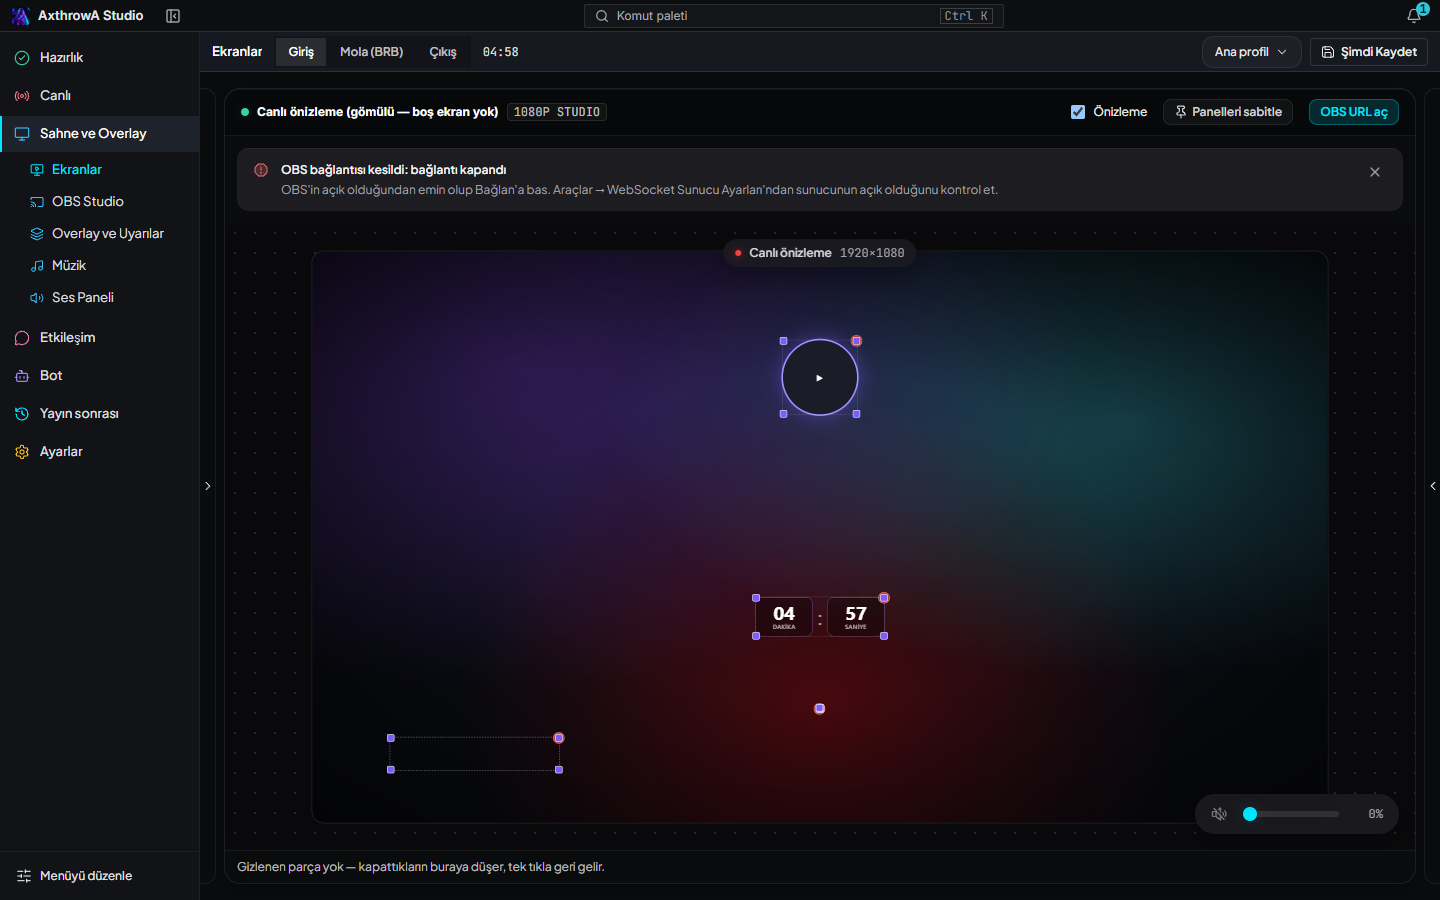 AxthrowA Studio
Komut paleti
Ctrl K
1
Hazırlık
Canlı
Sahne ve Overlay
Ekranlar
OBS Studio
Overlay ve Uyarılar
Müzik
Ses Paneli
Etkileşim
Bot
Yayın sonrası
Ayarlar
Menüyü düzenle
Ekranlar
Giriş
Mola (BRB)
Çıkış
04:58
Ana profil
Şimdi Kaydet
Canlı önizleme (gömülü — boş ekran yok)
1080P STUDIO
Önizleme
Panelleri sabitle
OBS URL aç
OBS bağlantısı kesildi: bağlantı kapandı
OBS'in açık olduğundan emin olup Bağlan'a bas. Araçlar → WebSocket Sunucu Ayarları'ndan sunucunun açık olduğunu kontrol et.
Canlı önizleme 1920×1080
04 : 57
DAKİKA SANİYE
0%
Gizlenen parça yok — kapattıkların buraya düşer, tek tıkla geri gelir.